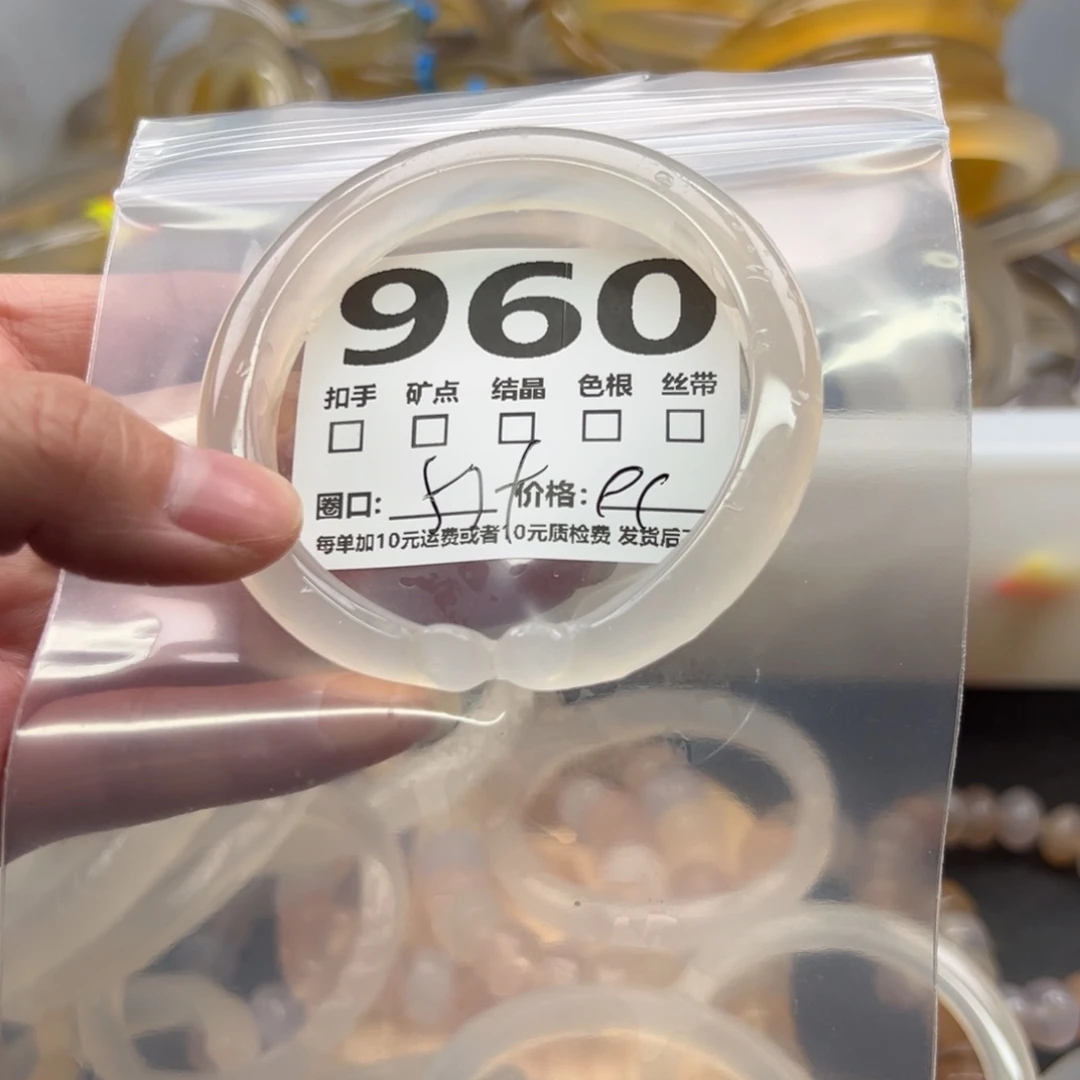 960
扣手 矿点 结晶 色根 丝带
圈口: 价格:
每单加10元运费或者10元质检费 发货后